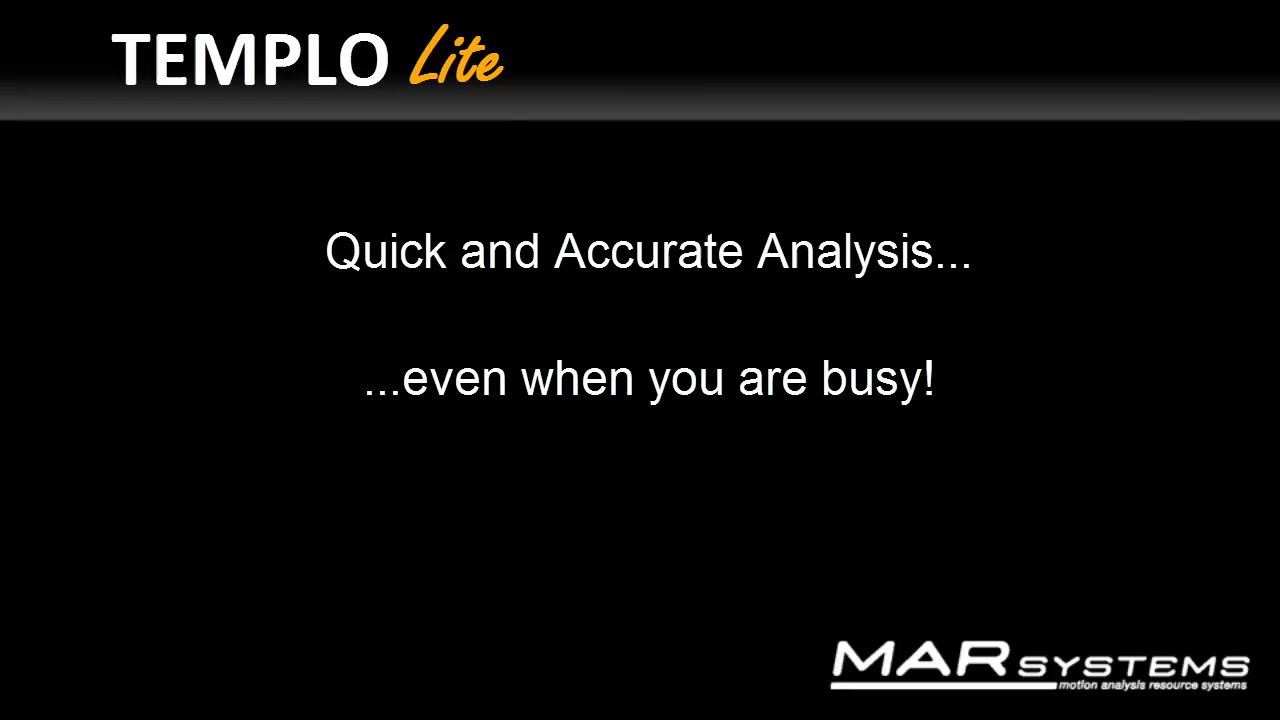 TEMPLO Lite
Quick and Accurate Analysis...
...even when you are busy!
MAR SYSTEMS
motion analysis resource systems